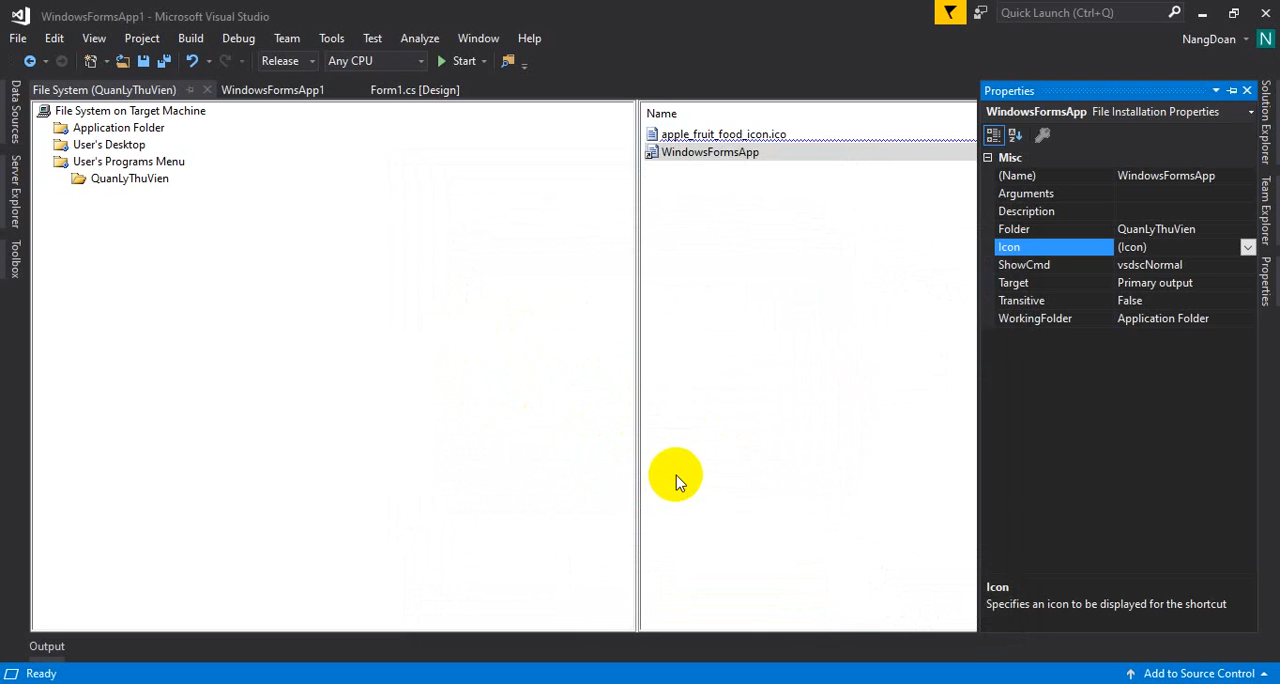 WindowsFormsApp1 - Microsoft Visual Studio
Quick Launch (Ctrl+Q)
File Edit View Project Build Debug Team Tools Test Analyze Window Help
NangDoan N
Release Any CPU Start
File System (QuanLyThuVien) WindowsFormsApp1 Form1.cs [Design]
Data Sources
Server Explorer
Toolbox
File System on Target Machine
Application Folder
User's Desktop
User's Programs Menu
QuanLyThuVien
Name
apple_fruit_food_icon.ico
WindowsFormsApp
Properties
WindowsFormsApp File Installation Properties
Misc
(Name) WindowsFormsApp
Arguments
Description
Folder QuanLyThuVien
Icon (Icon)
ShowCmd vsdscNormal
Target Primary output
Transitive False
WorkingFolder Application Folder
Icon
Specifies an icon to be displayed for the shortcut
Solution Explorer
Team Explorer
Properties
Output
Ready
Add to Source Control